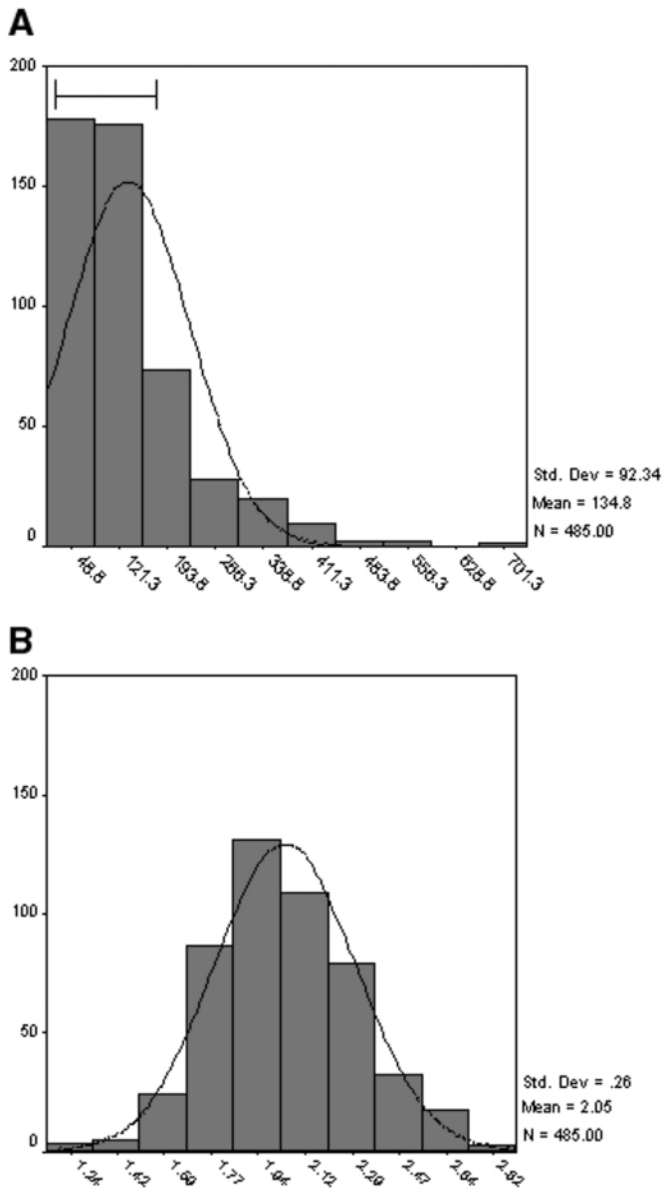 A
200
150
100
50
0
48.8 121.3 193.8 266.3 338.8 411.3 483.8 556.3 628.8 701.3
Std. Dev = 92.34
Mean = 134.8
N = 485.00
B
200
150
100
50
0
1.24 1.42 1.59 1.77 1.94 2.12 2.29 2.47 2.64 2.82
Std. Dev = .26
Mean = 2.05
N = 485.00